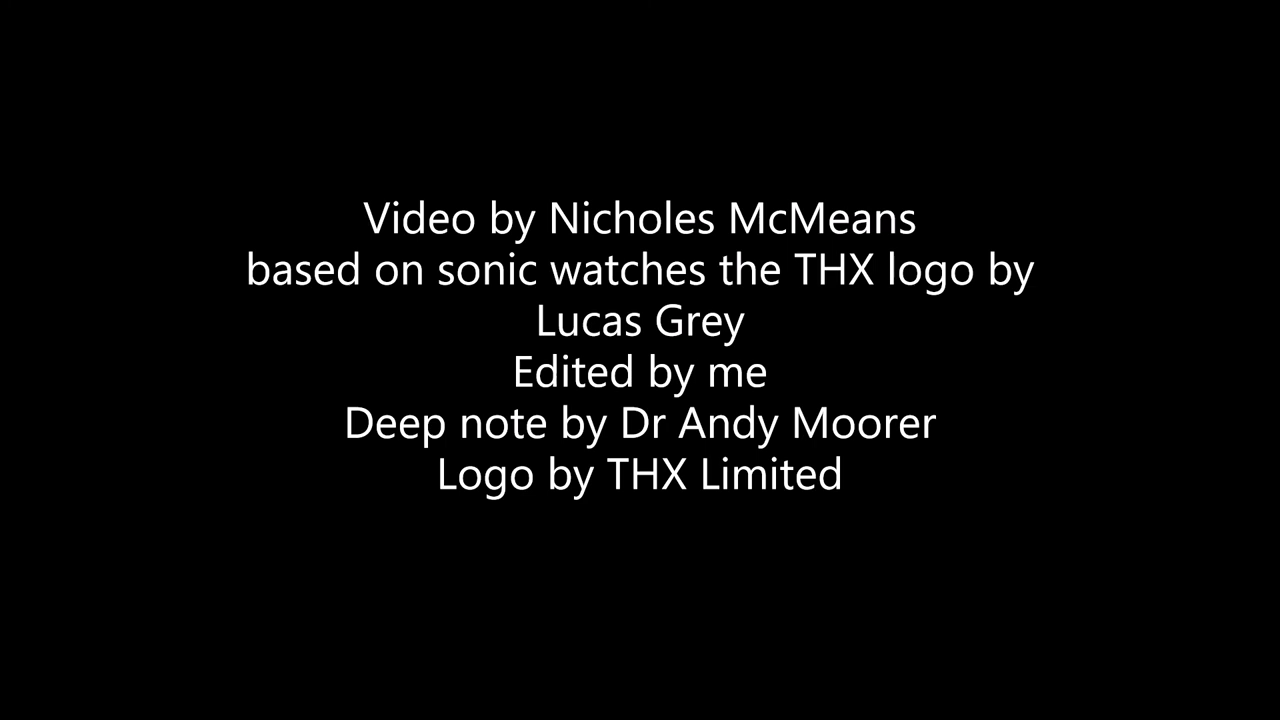 Video by Nicholes McMeans
based on sonic watches the THX logo by
Lucas Grey
Edited by me
Deep note by Dr Andy Moorer
Logo by THX Limited